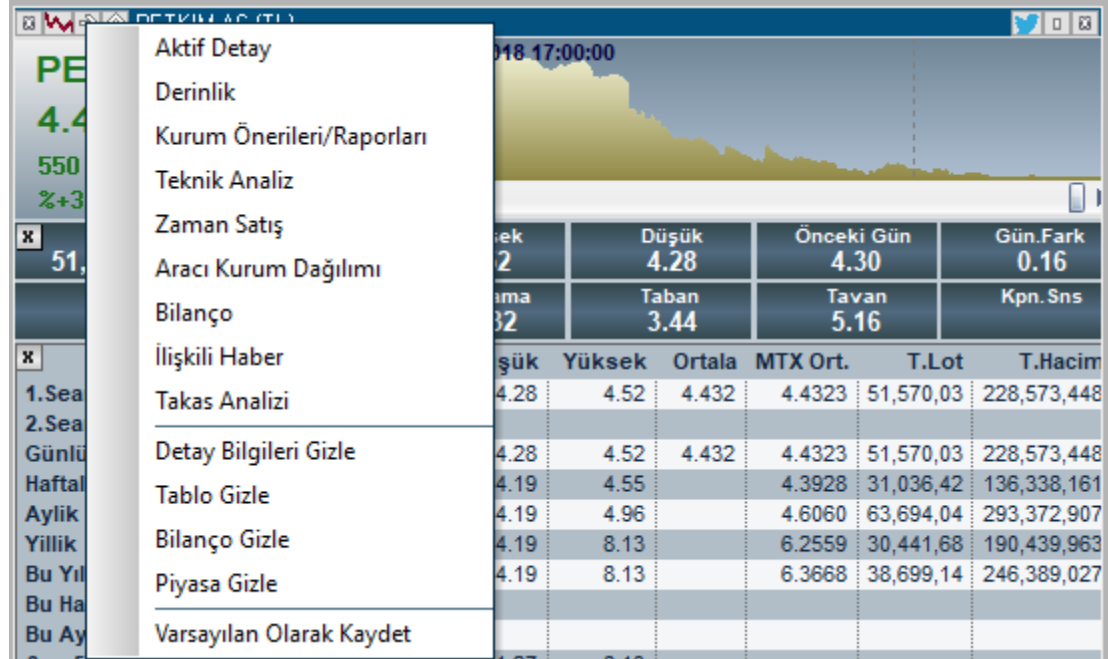 PETKIM AS (TL)
018 17:00:00
PE
4.4
550
%+3
Aktif Detay
Derinlik
Kurum Önerileri/Raporları
Teknik Analiz
Zaman Satış
Aracı Kurum Dağılımı
Bilanço
İlişkili Haber
Takas Analizi
Detay Bilgileri Gizle
Tablo Gizle
Bilanço Gizle
Piyasa Gizle
Varsayılan Olarak Kaydet
sek Düşük Önceki Gün Gün.Fark
51, 2 4.28 4.30 0.16
ama Taban Tavan Kpn.Sns
32 3.44 5.16
şük Yüksek Ortala MTX Ort. T.Lot T.Hacim
1.Sea 4.28 4.52 4.432 4.4323 51,570,03 228,573,448
2.Sea
Günlü 4.28 4.52 4.432 4.4323 51,570,03 228,573,448
Haftal 4.19 4.55 4.3928 31,036,42 136,338,161
Aylik 4.19 4.96 4.6060 63,694,04 293,372,907
Yillik 4.19 8.13 6.2559 30,441,68 190,439,963
Bu Yıl 4.19 8.13 6.3668 38,699,14 246,389,027
Bu Ha
Bu Ay